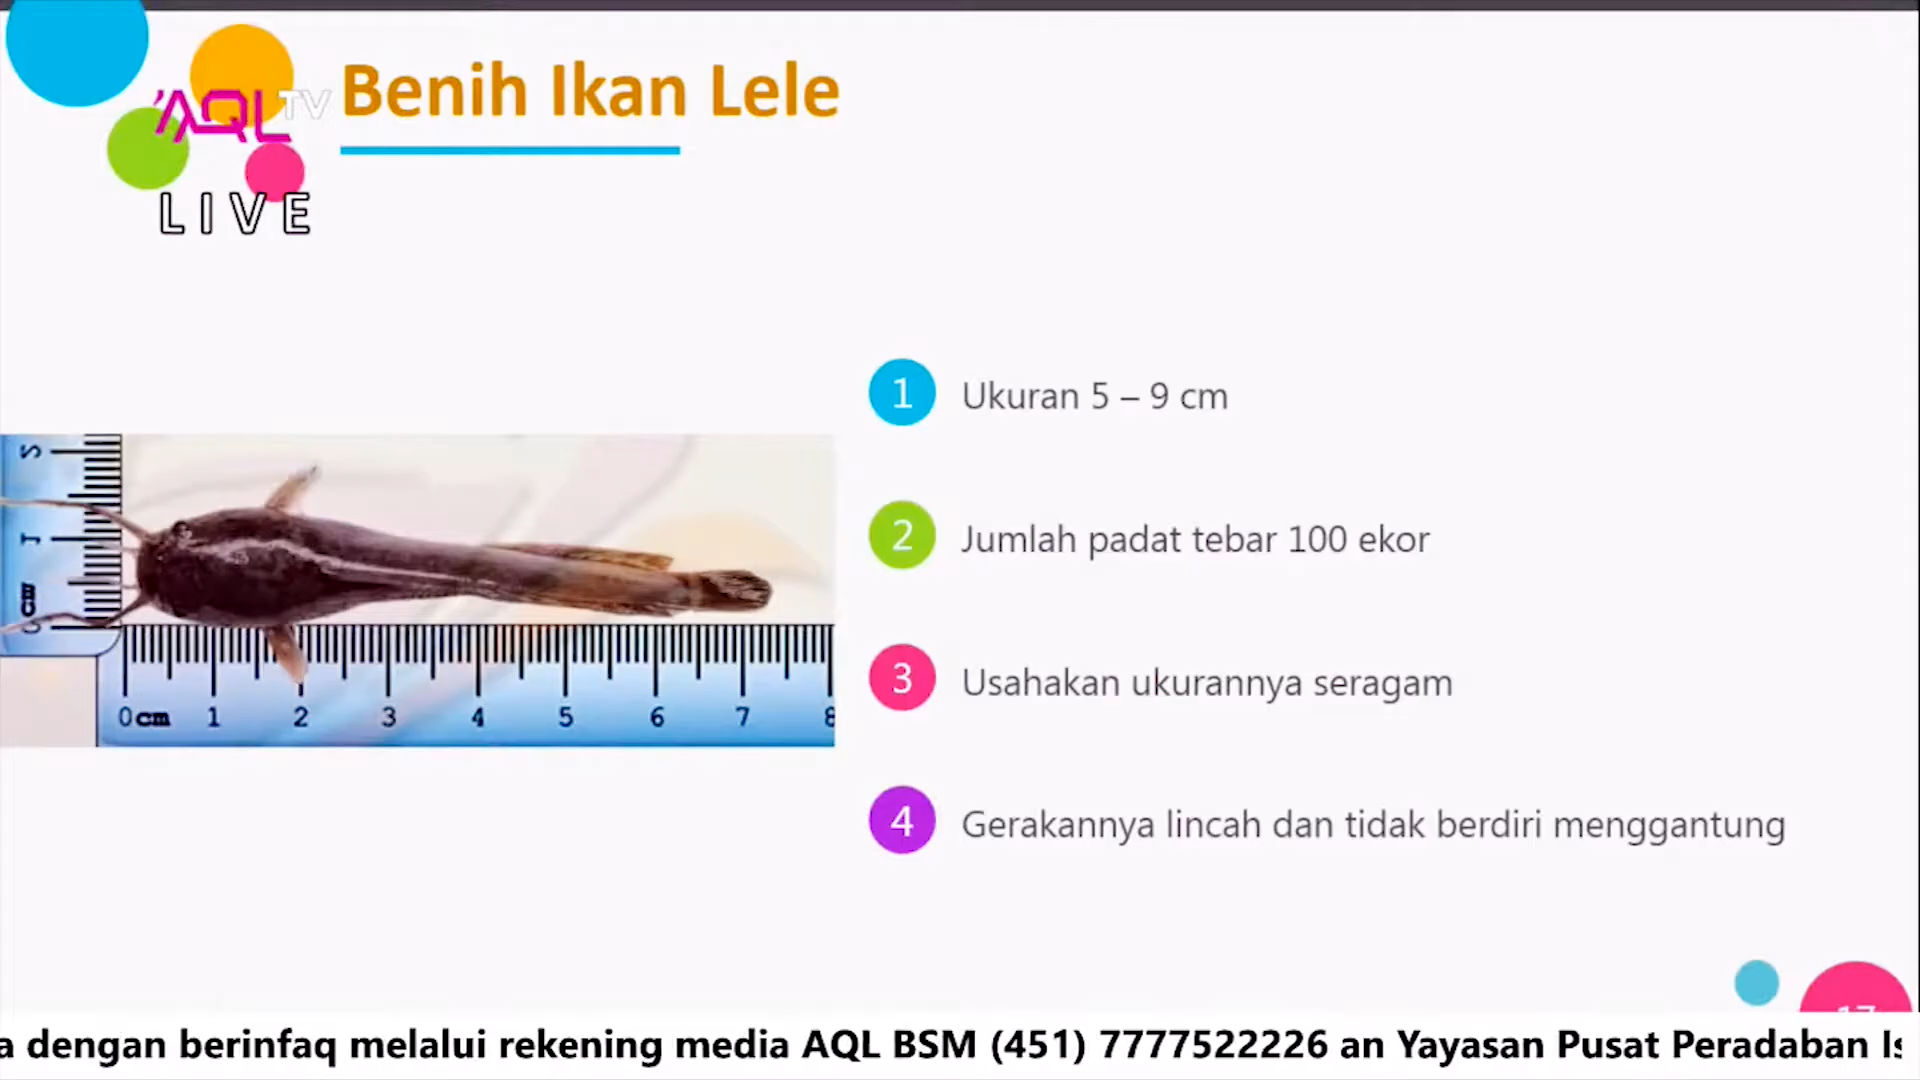 Benih Ikan Lele
'AQL TV
LIVE
1 Ukuran 5 – 9 cm
2 Jumlah padat tebar 100 ekor
3 Usahakan ukurannya seragam
4 Gerakannya lincah dan tidak berdiri menggantung
0cm 1 2 3 4 5 6 7 8
cm
17
a dengan berinfaq melalui rekening media AQL BSM (451) 7777522226 an Yayasan Pusat Peradaban Is